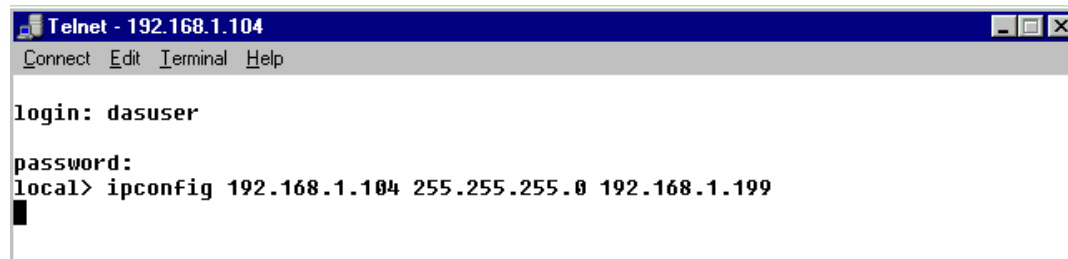 Telnet - 192.168.1.104
Connect Edit Terminal Help
login: dasuser
password:
local> ipconfig 192.168.1.104 255.255.255.0 192.168.1.199